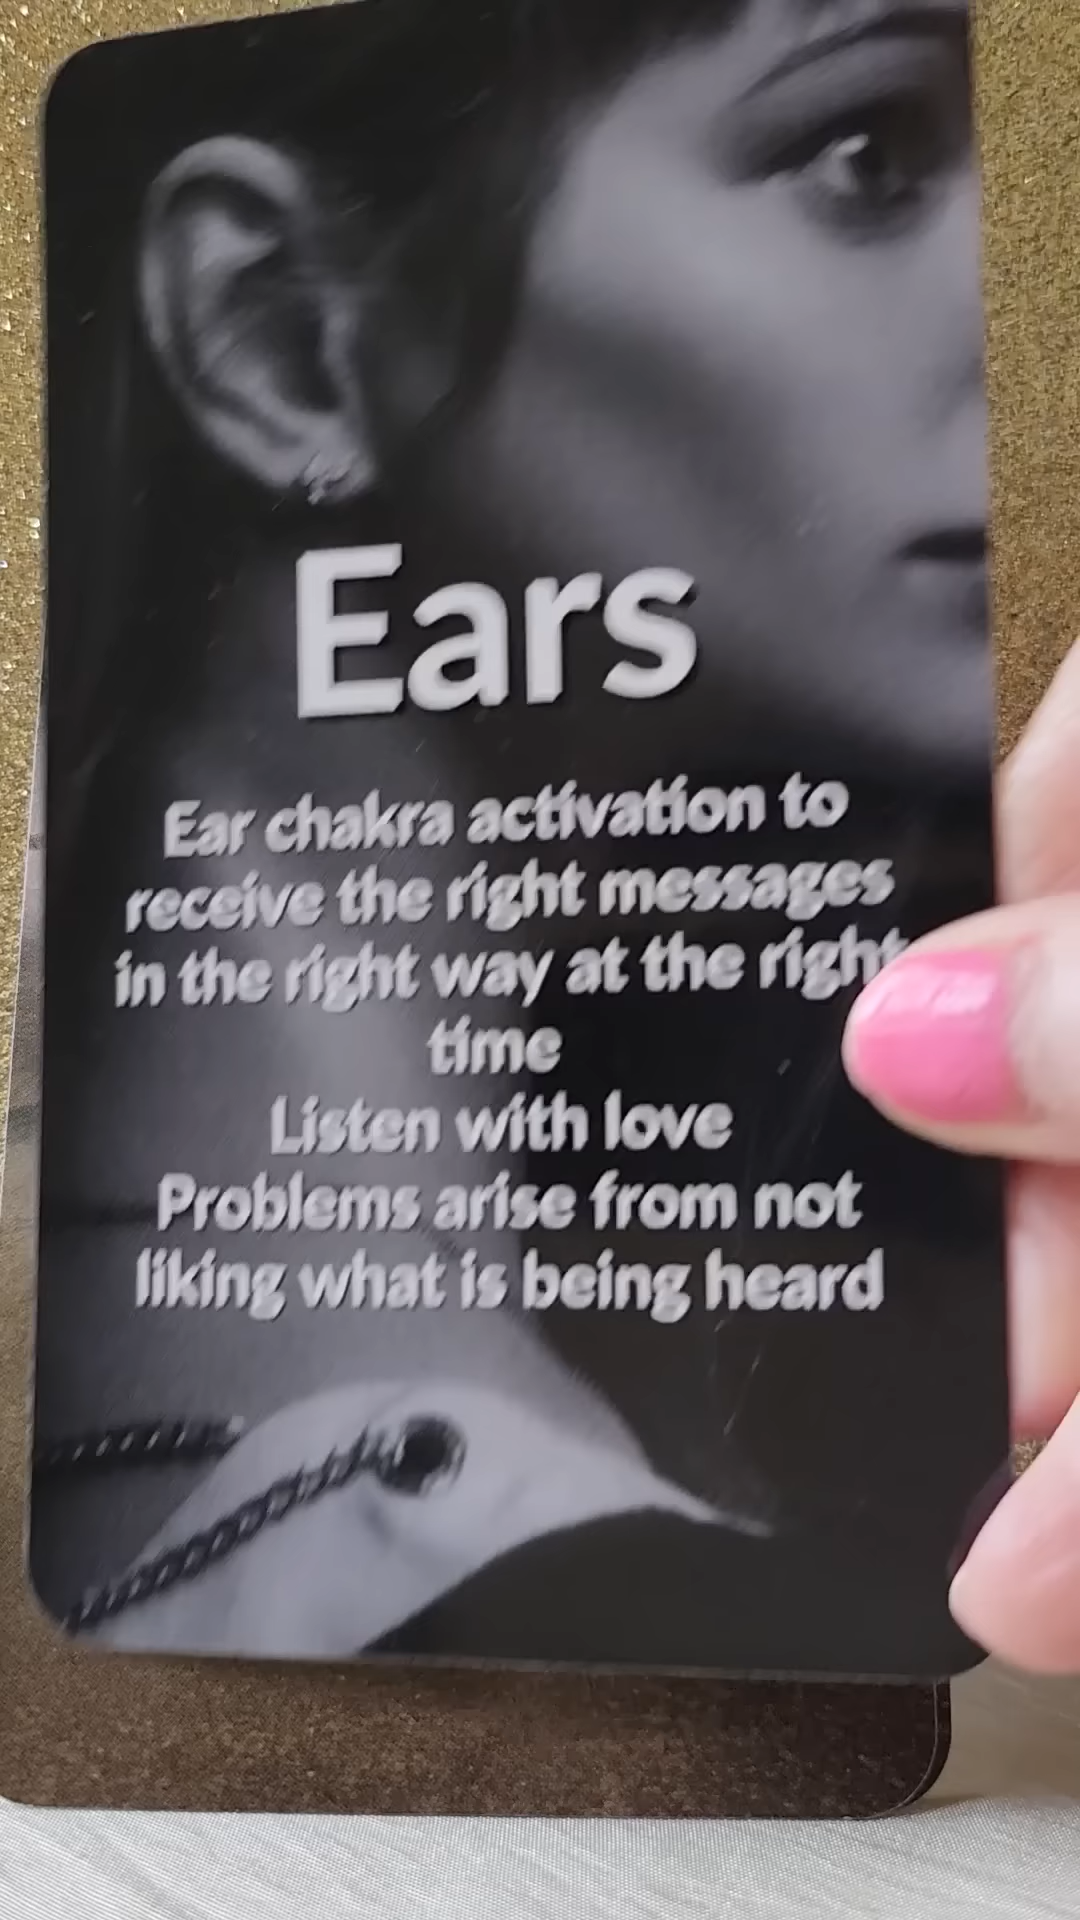 Ears
Ear chakra activation to
receive the right messages
in the right way at the right
time
Listen with love
Problems arise from not
liking what is being heard